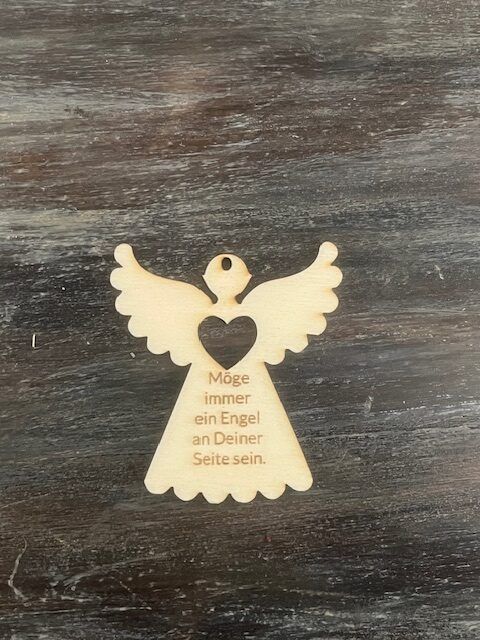 Möge
immer
ein Engel
an Deiner
Seite sein.